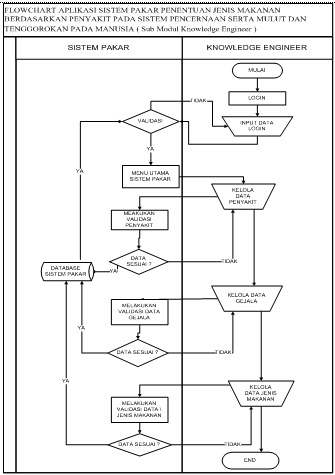 FLOWCHART APLIKASI SISTEM PAKAR PENENTUAN JENIS MAKANAN
BERDASARKAN PENYAKIT PADA SISTEM PENCERNAAN SERTA MULUT DAN
TENGGOROKAN PADA MANUSIA ( Sub Modul Knowledge Engineer )
SISTEM PAKAR
KNOWLEDGE ENGINEER
MULAI
LOGIN
TIDAK
VALIDASI
INPUT DATA
LOGIN
YA
YA
MENU UTAMA
SISTEM PAKAR
KELOLA
DATA
PENYAKIT
MEAKUKAN
VALIDASI
PENYAKIT
DATA
SESUAI ?
TIDAK
YA
DATABASE
SISTEM PAKAR
KELOLA DATA
GEJALA
MELAKUKAN
VALIDASI DATA
GEJALA
YA
DATA SESUAI ?
TIDAK
YA
KELOLA
DATA JENIS
MAKANAN
MELAKUKAN
VALIDASI DATA I
JENIS MAKANAN
DATA SESUAI ?
TIDAK
END